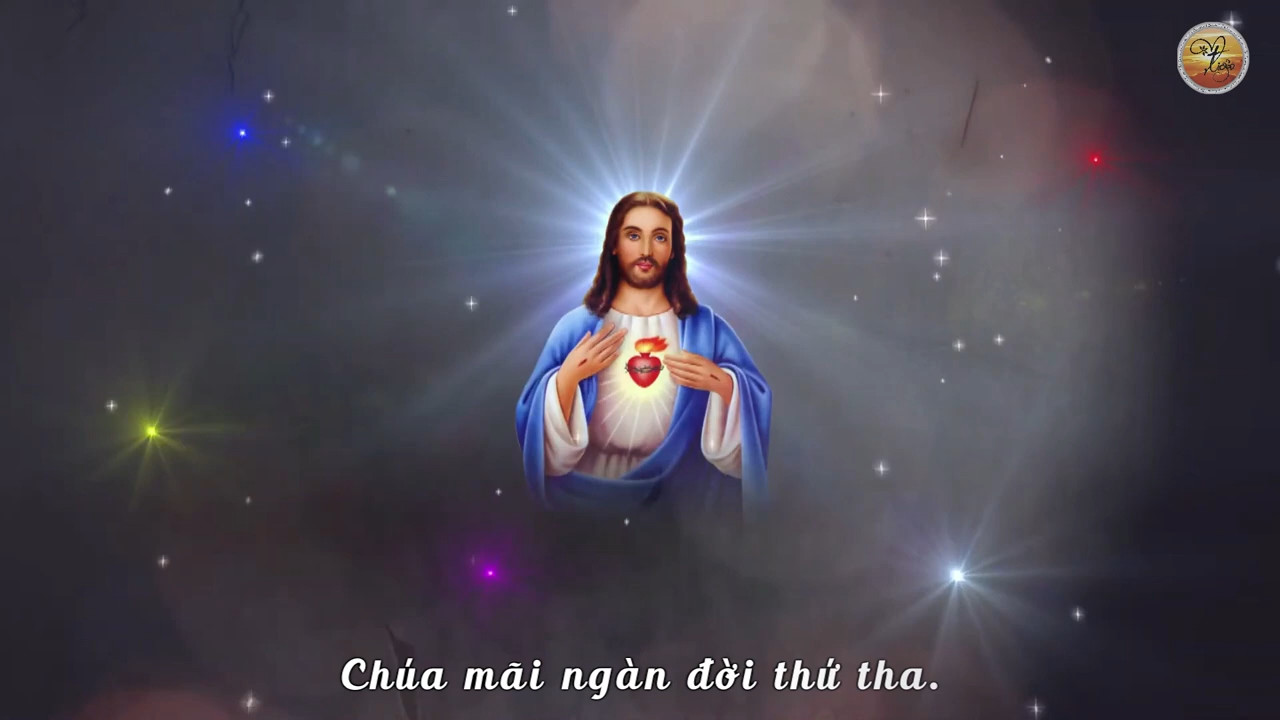 Chúa mãi ngàn đời thứ tha.